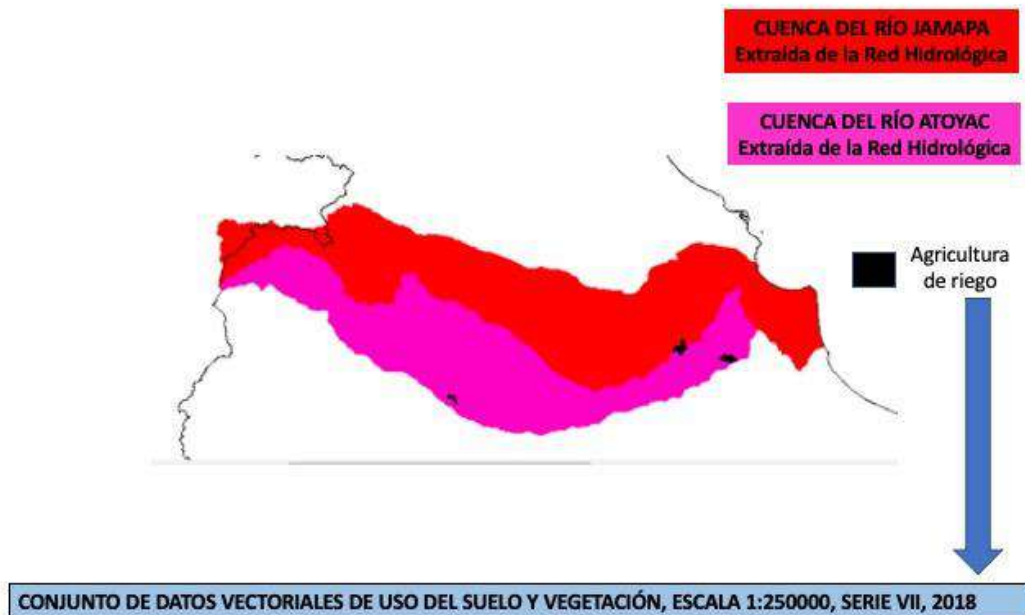 CUENCA DEL RÍO JAMAPA
Extraída de la Red Hidrológica
CUENCA DEL RÍO ATOYAC
Extraída de la Red Hidrológica
Agricultura
de riego
CONJUNTO DE DATOS VECTORIALES DE USO DEL SUELO Y VEGETACIÓN, ESCALA 1:250000, SERIE VII, 2018